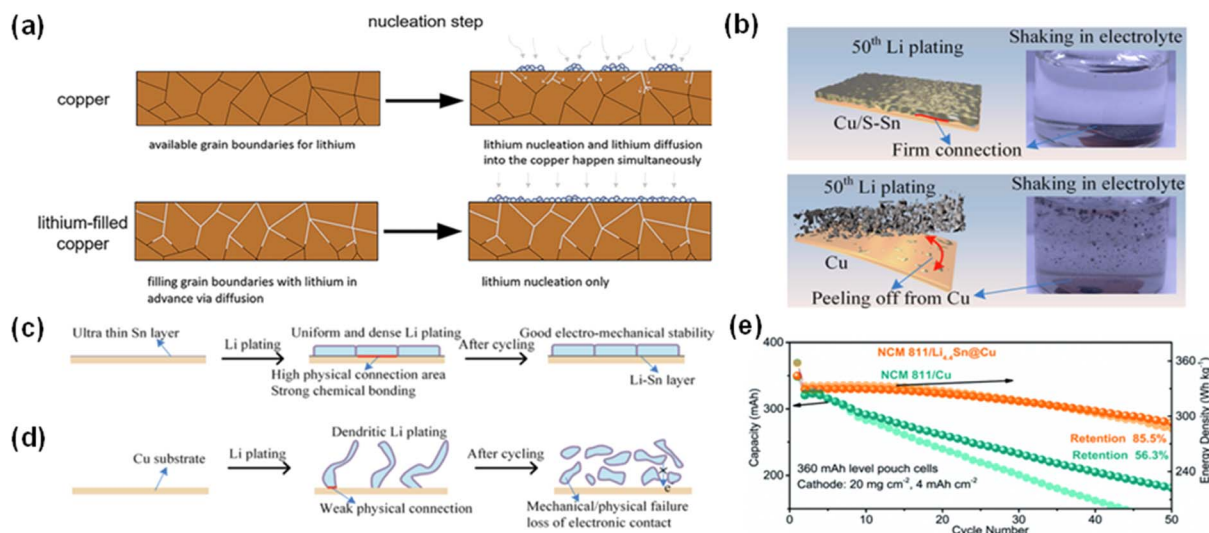 (a)
nucleation step
copper
available grain boundaries for lithium
lithium nucleation and lithium diffusion
into the copper happen simultaneously
lithium-filled
copper
filling grain boundaries with lithium in
advance via diffusion
lithium nucleation only
(b)
50th Li plating
Shaking in electrolyte
Cu/S-Sn
Firm connection
50th Li plating
Shaking in electrolyte
Cu
Peeling off from Cu
(c)
Ultra thin Sn layer
Li plating
Uniform and dense Li plating
High physical connection area
Strong chemical bonding
After cycling
Good electro-mechanical stability
Li-Sn layer
(d)
Cu substrate
Li plating
Dendritic Li plating
Weak physical connection
After cycling
Mechanical/physical failure
loss of electronic contact
(e)
NCM 811/Li4.4Sn@Cu
NCM 811/Cu
Retention 85.5%
Retention 56.3%
360 mAh level pouch cells
Cathode: 20 mg cm-2, 4 mAh cm-2
Capacity (mAh)
400
300
200
Energy Density (Wh kg-1)
360
300
240
0 10 20 30 40 50
Cycle Number